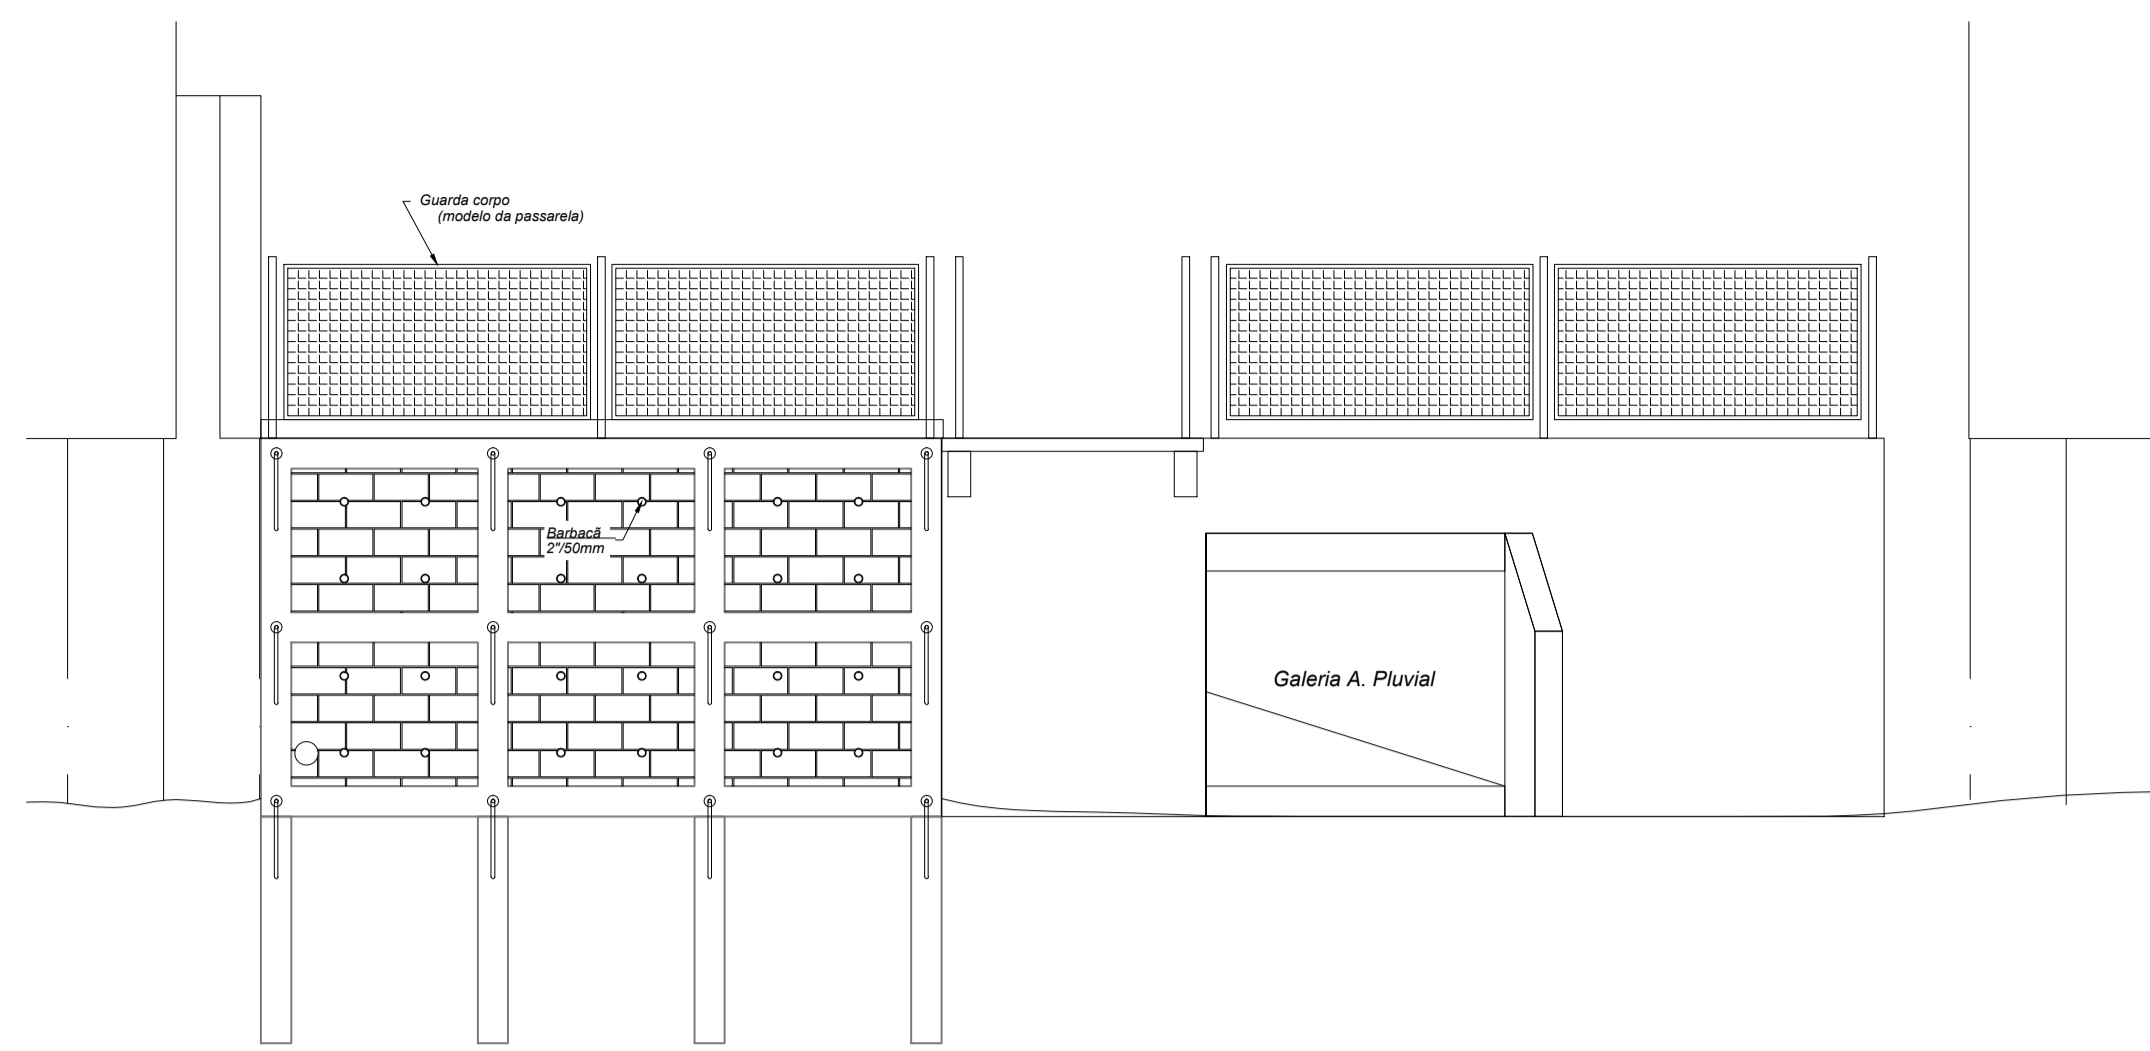 Guarda corpo
(modelo da passarela)
Barbacã
2"/50mm
Galeria A. Pluvial